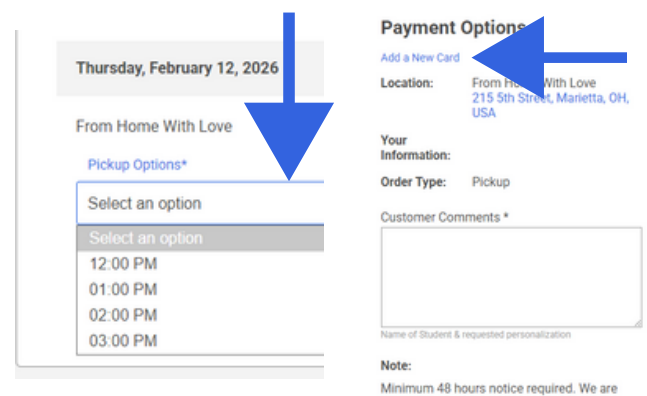 Thursday, February 12, 2026
From Home With Love
Pickup Options*
Select an option
Select an option
12:00 PM
01:00 PM
02:00 PM
03:00 PM
Payment Options
Add a New Card
Location: From Home With Love
215 5th Street, Marietta, OH,
USA
Your
Information:
Order Type: Pickup
Customer Comments *
Name of Student & requested personalization
Note:
Minimum 48 hours notice required. We are